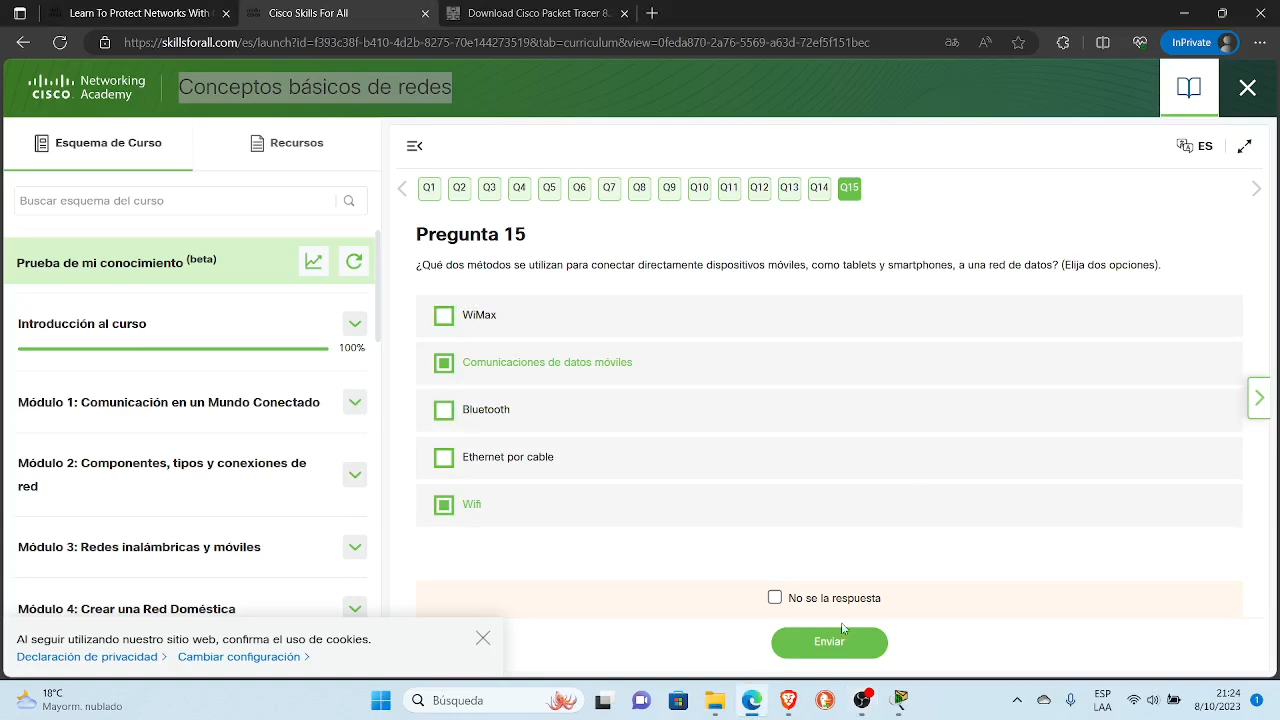 Learn To Protect Networks With
Cisco Skills For All
Download Cisco Packet Tracer 8.
https://skillsforall.com/es/launch?id=f393c38f-b410-4d2b-8275-70e1442e3519&tab=curriculum&view=0feda870-2a76-5569-a63d-72ef5f151bec
InPrivate
Networking
CISCO Academy
Conceptos básicos de redes
Esquema de Curso
Recursos
ES
Buscar esquema del curso
Q1 Q2 Q3 Q4 Q5 Q6 Q7 Q8 Q9 Q10 Q11 Q12 Q13 Q14 Q15
Prueba de mi conocimiento (beta)
Introducción al curso
100%
Módulo 1: Comunicación en un Mundo Conectado
Módulo 2: Componentes, tipos y conexiones de
red
Módulo 3: Redes inalámbricas y móviles
Módulo 4: Crear una Red Doméstica
Pregunta 15
¿Qué dos métodos se utilizan para conectar directamente dispositivos móviles, como tablets y smartphones, a una red de datos? (Elija dos opciones).
WiMax
Comunicaciones de datos móviles
Bluetooth
Ethernet por cable
Wifi
No se la respuesta
Enviar
Al seguir utilizando nuestro sitio web, confirma el uso de cookies.
Declaración de privacidad >
Cambiar configuración >
18°C
Mayorm. nublado
Búsqueda
ESP
LAA
21:24
8/10/2023
1